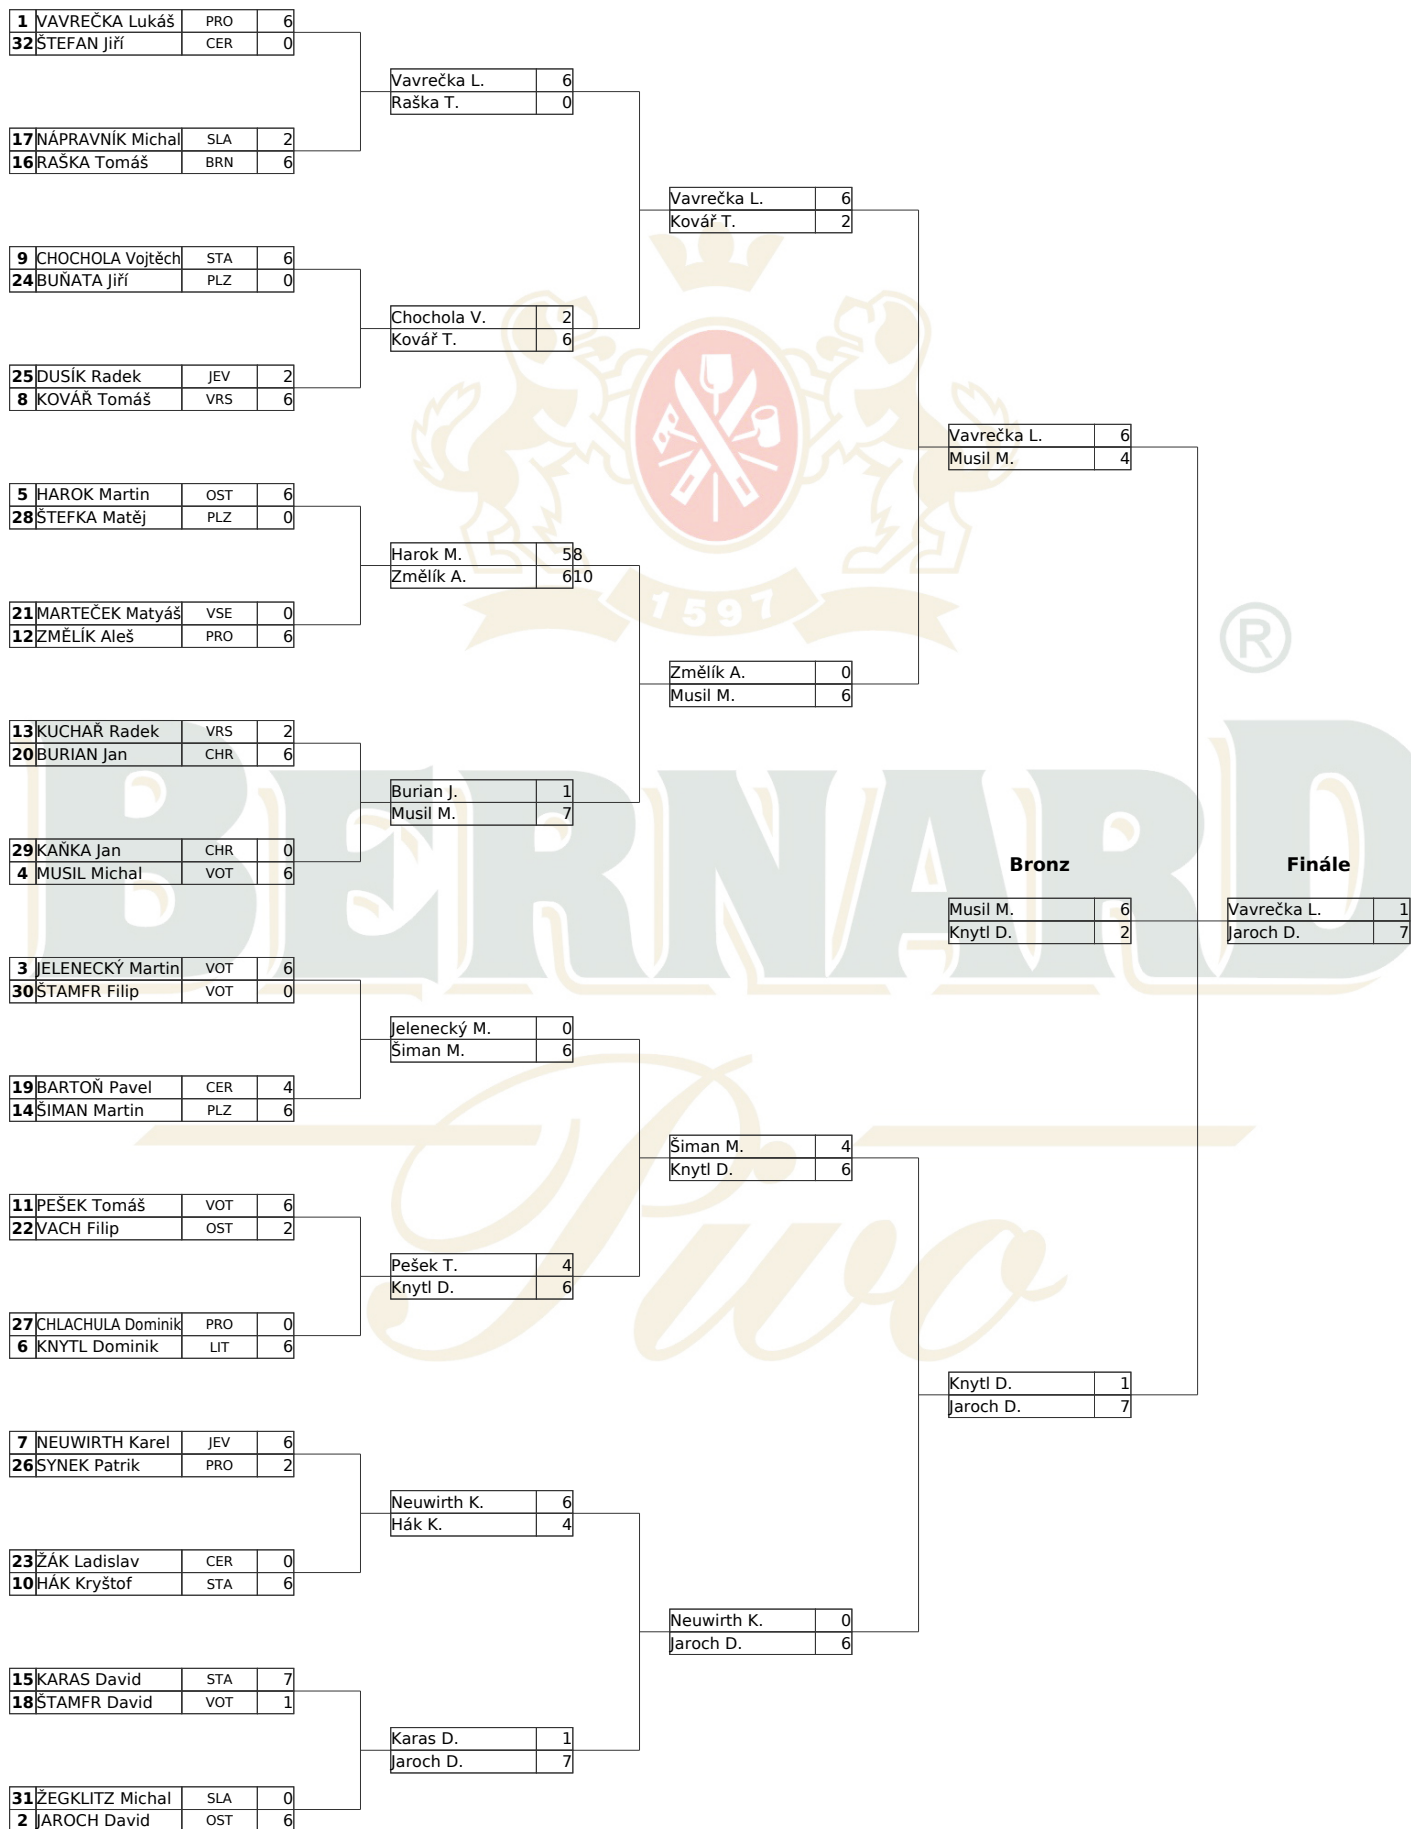 1 VAVREČKA Lukáš PRO 6
32 ŠTEFAN Jiří CER 0
Vavrečka L. 6
Raška T. 0
17 NÁPRAVNÍK Michal SLA 2
16 RAŠKA Tomáš BRN 6
Vavrečka L. 6
Kovář T. 2
9 CHOCHOLA Vojtěch STA 6
24 BUŇATA Jiří PLZ 0
Chochola V. 2
Kovář T. 6
25 DUSÍK Radek JEV 2
8 KOVÁŘ Tomáš VRS 6
Vavrečka L. 6
Musil M. 4
5 HAROK Martin OST 6
28 ŠTEFKA Matěj PLZ 0
Harok M. 58
Změlík A. 610
1597
21 MARTEČEK Matyáš VSE 0
12 ZMĚLÍK Aleš PRO 6
®
Změlík A. 0
Musil M. 6
13 KUCHAŘ Radek VRS 2
20 BURIAN Jan CHR 6
Burian J. 1
Musil M. 7
BERNARD
29 KAŇKA Jan CHR 0
4 MUSIL Michal VOT 6
Bronz Finále
Musil M. 6 Vavrečka L. 1
Knytl D. 2 Jaroch D. 7
3 JELENECKÝ Martin VOT 6
30 ŠTAMFR Filip VOT 0
Jelenecký M. 0
Šiman M. 6
19 BARTOŇ Pavel CER 4
14 ŠIMAN Martin PLZ 6
Šiman M. 4
Knytl D. 6
Pivo
11 PEŠEK Tomáš VOT 6
22 VACH Filip OST 2
Pešek T. 4
Knytl D. 6
27 CHLACHULA Dominik PRO 0
6 KNYTL Dominik LIT 6
Knytl D. 1
Jaroch D. 7
7 NEUWIRTH Karel JEV 6
26 SYNEK Patrik PRO 2
Neuwirth K. 6
Hák K. 4
23 ŽÁK Ladislav CER 0
10 HÁK Kryštof STA 6
Neuwirth K. 0
Jaroch D. 6
15 KARAS David STA 7
18 ŠTAMFR David VOT 1
Karas D. 1
Jaroch D. 7
31 ŽEGKLITZ Michal SLA 0
2 JAROCH David OST 6